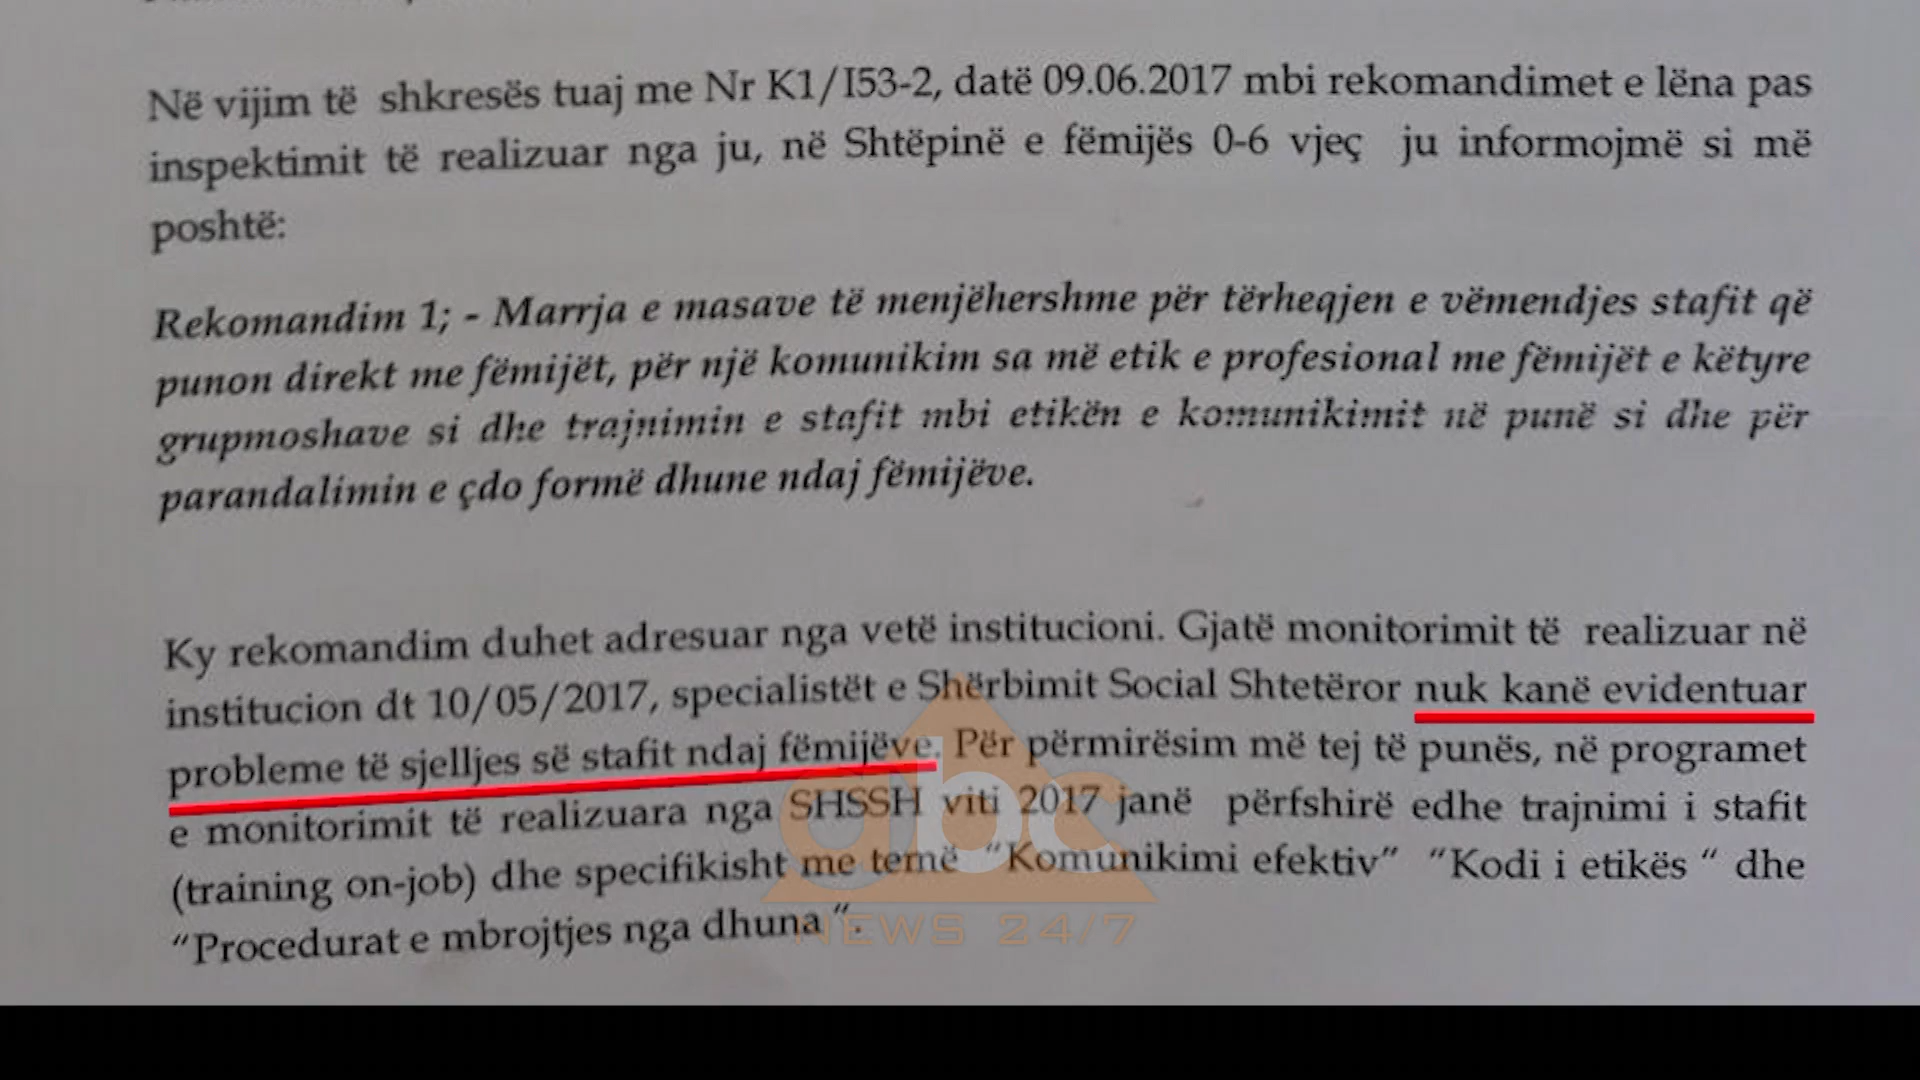 Në vijim të shkresës tuaj me Nr K1/I53-2, datë 09.06.2017 mbi rekomandimet e lëna pas
inspektimit të realizuar nga ju, në Shtëpinë e fëmijës 0-6 vjeç ju informojmë si më
poshtë:
Rekomandim 1; - Marrja e masave të menjëhershme për tërheqjen e vëmendjes stafit që
punon direkt me fëmijët, për një komunikim sa më etik e profesional me fëmijët e këtyre
grupmoshave si dhe trajnimin e stafit mbi etikën e komunikimit në punë si dhe për
parandalimin e çdo formë dhune ndaj fëmijëve.
Ky rekomandim duhet adresuar nga vetë institucioni. Gjatë monitorimit të realizuar në
institucion dt 10/05/2017, specialistët e Shërbimit Social Shtetëror nuk kanë evidentuar
probleme të sjelljes së stafit ndaj fëmijëve. Për përmirësim më tej të punës, në programet
e monitorimit të realizuara nga SHSSH viti 2017 janë përfshirë edhe trajnimi i stafit
(training on-job) dhe specifikisht me temë "Komunikimi efektiv" "Kodi i etikës " dhe
"Procedurat e mbrojtjes nga dhuna ".
abc
NEWS 24/7